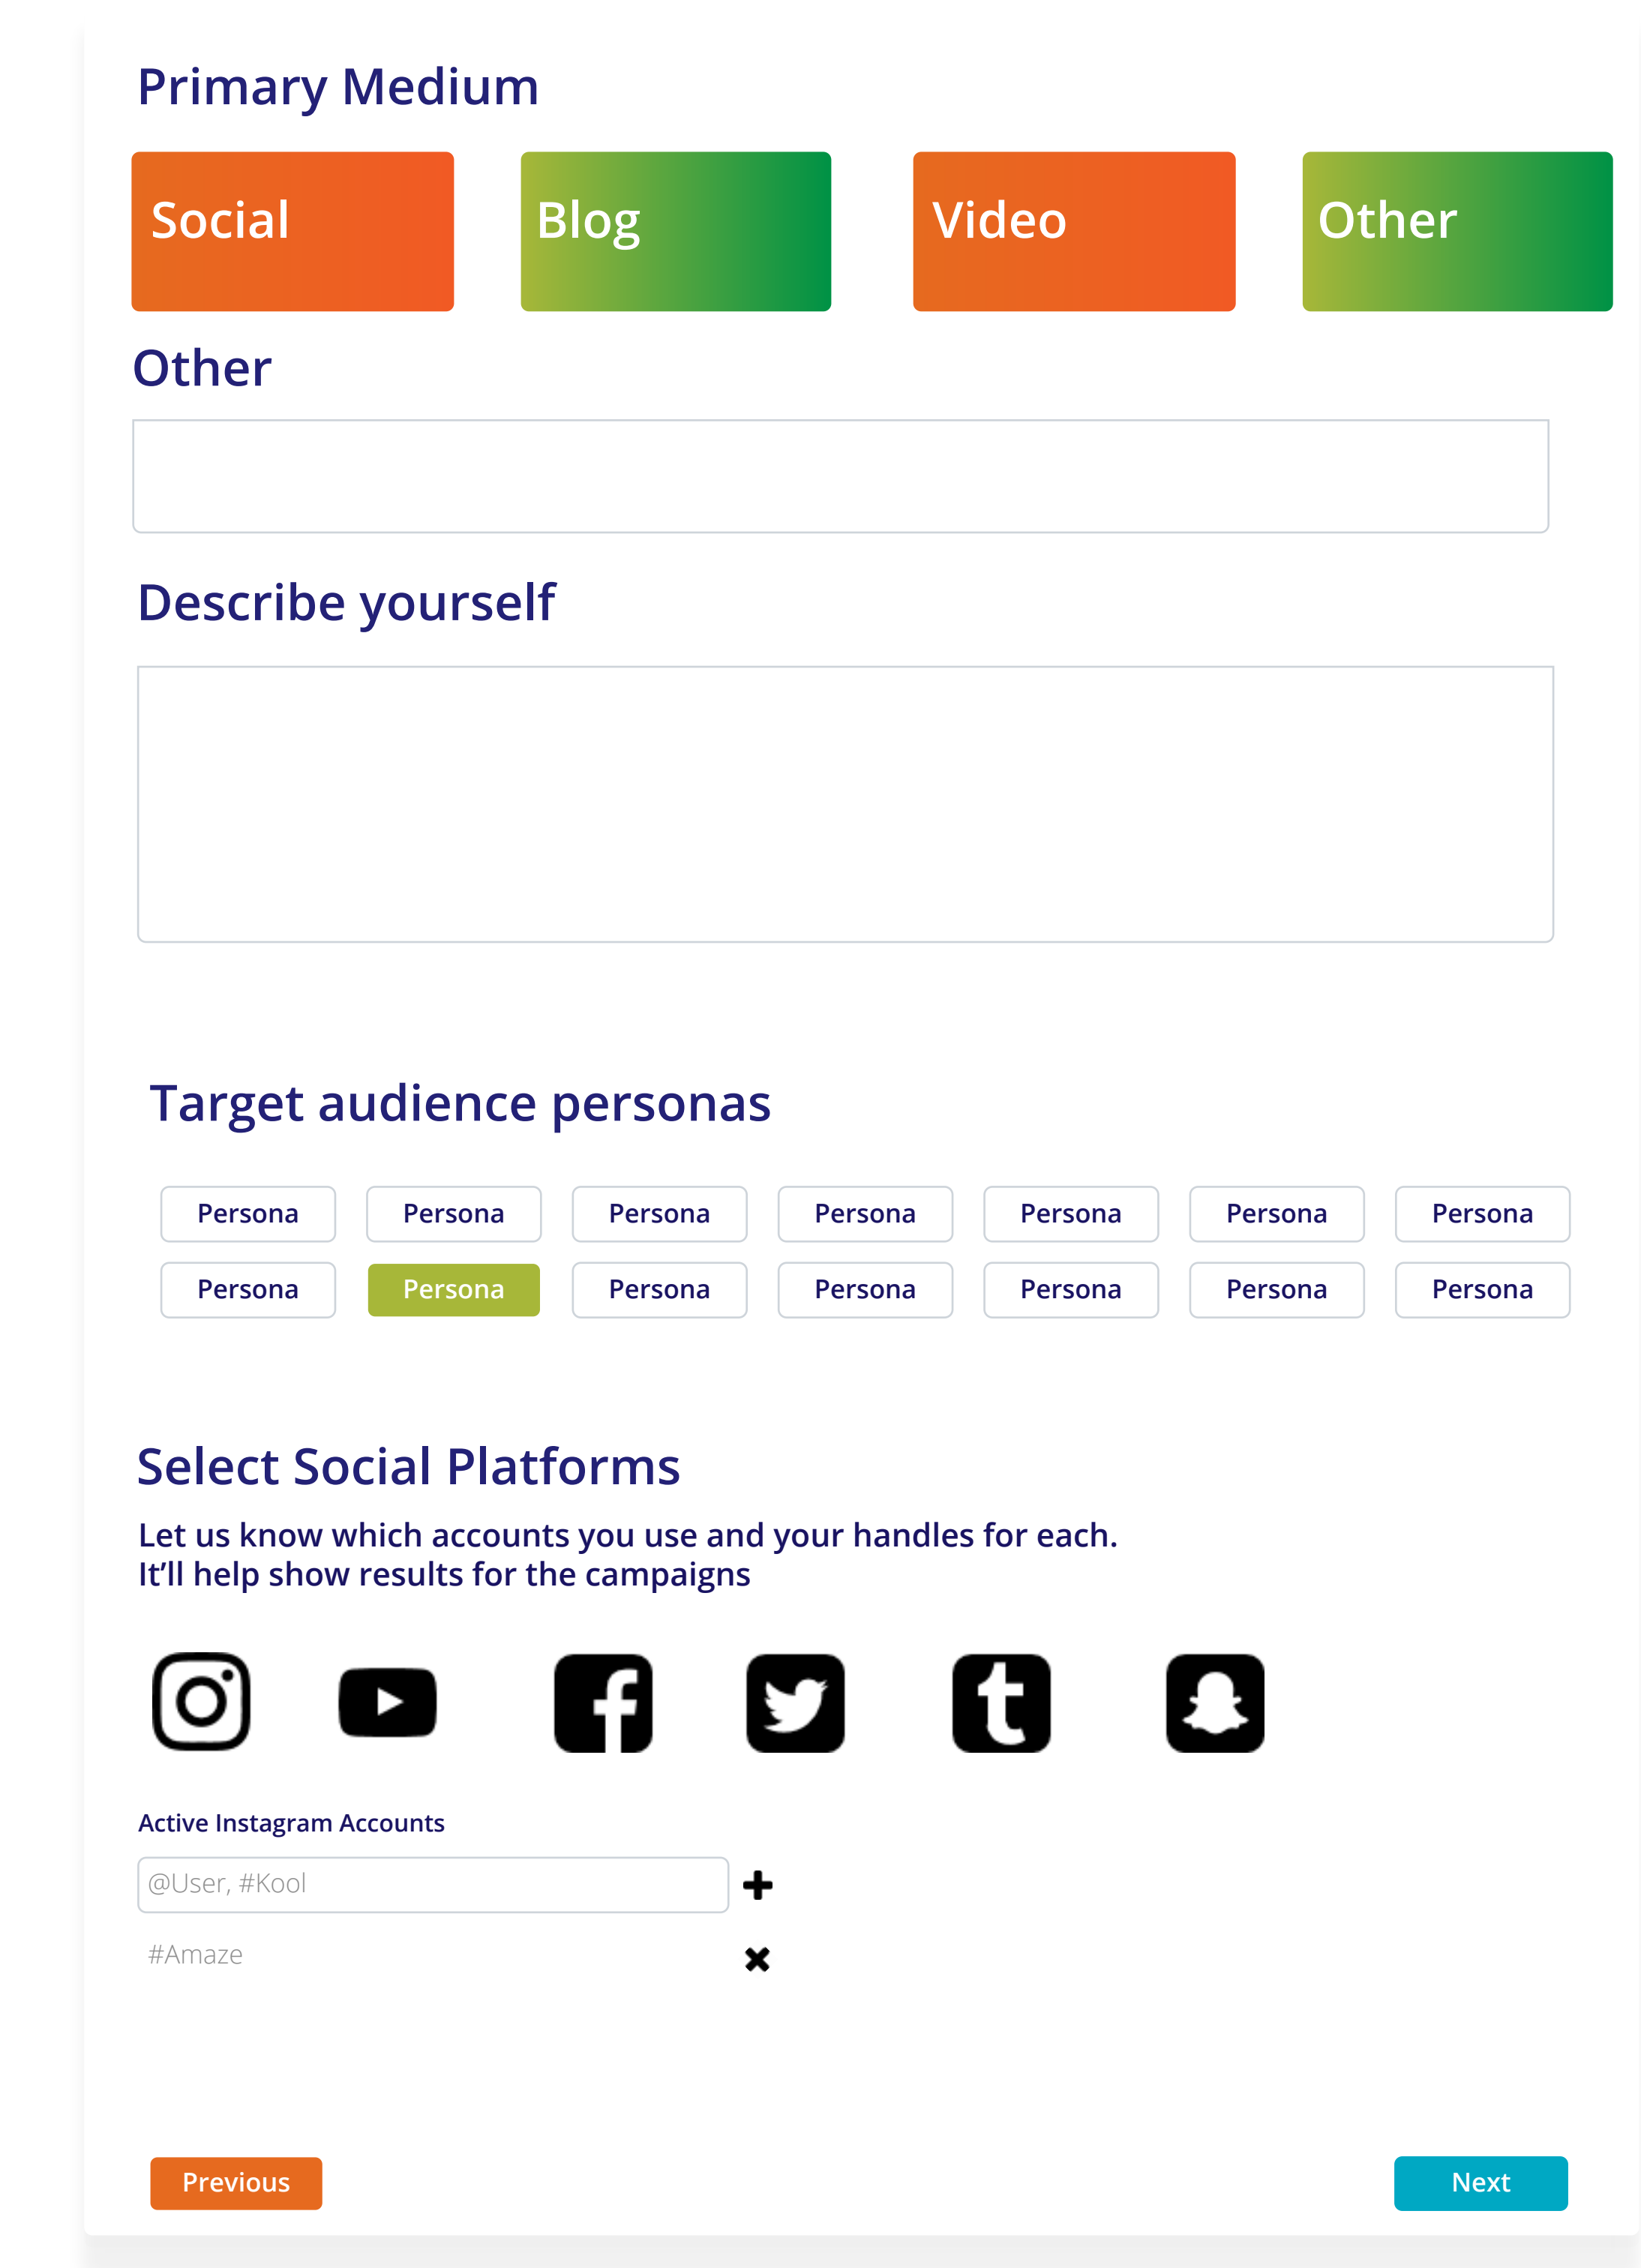 Primary Medium
Social Blog Video Other
Other
Describe yourself
Target audience personas
Persona Persona Persona Persona Persona Persona Persona
Persona Persona Persona Persona Persona Persona Persona
Select Social Platforms
Let us know which accounts you use and your handles for each.
It’ll help show results for the campaigns
Active Instagram Accounts
@User, #Kool
#Amaze
Previous Next